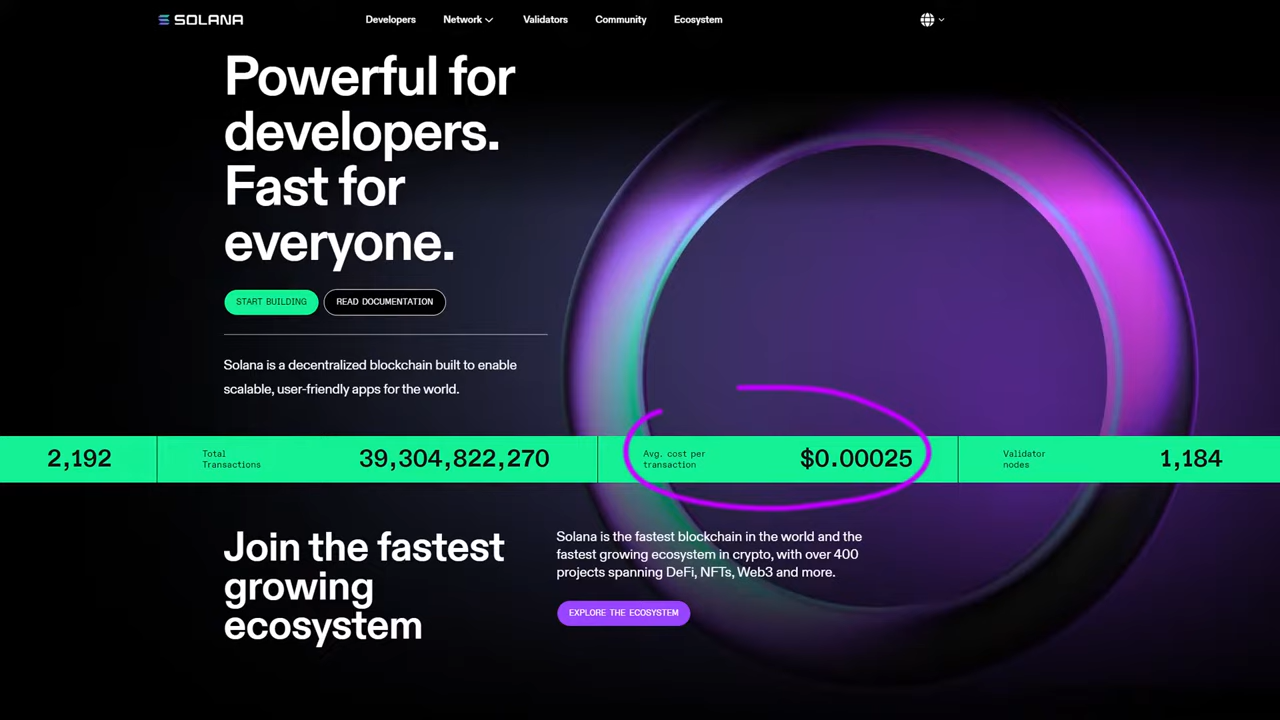 SOLANA
Developers
Network
Validators
Community
Ecosystem
Powerful for
developers.
Fast for
everyone.
START BUILDING
READ DOCUMENTATION
Solana is a decentralized blockchain built to enable
scalable, user-friendly apps for the world.
2,192
Total
Transactions
39,304,822,270
Avg. cost per
transaction
$0.00025
Validator
nodes
1,184
Join the fastest
growing
ecosystem
Solana is the fastest blockchain in the world and the
fastest growing ecosystem in crypto, with over 400
projects spanning DeFi, NFTs, Web3 and more.
EXPLORE THE ECOSYSTEM